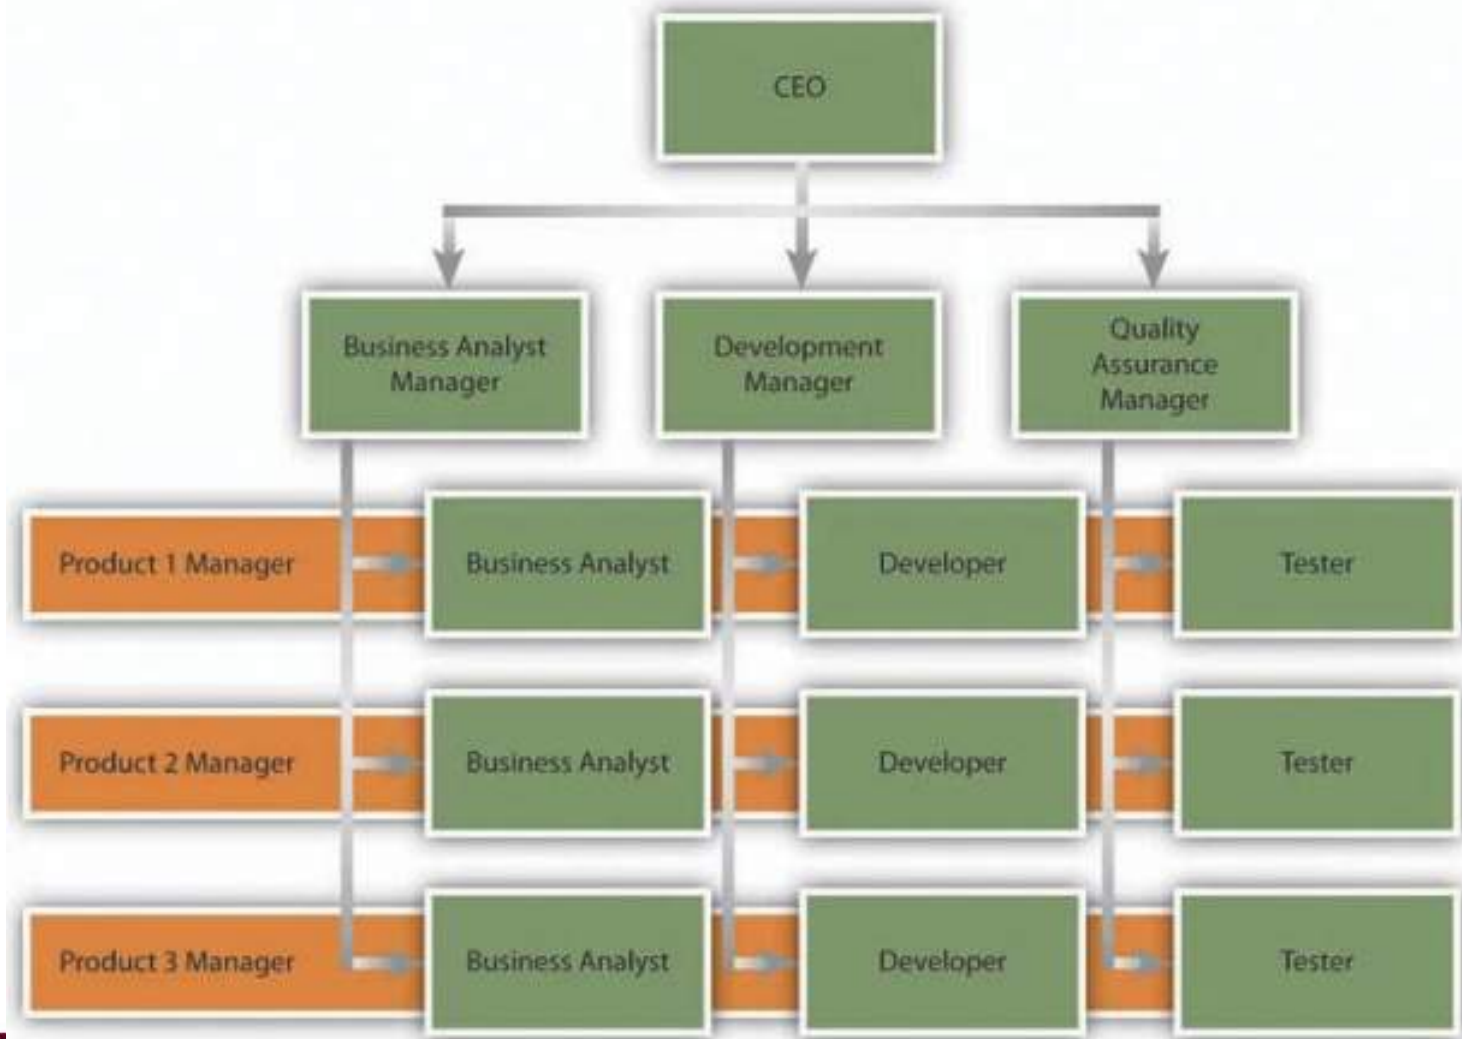 CEO
Business Analyst
Manager
Development
Manager
Quality
Assurance
Manager
Product 1 Manager
Business Analyst
Developer
Tester
Product 2 Manager
Business Analyst
Developer
Tester
Product 3 Manager
Business Analyst
Developer
Tester